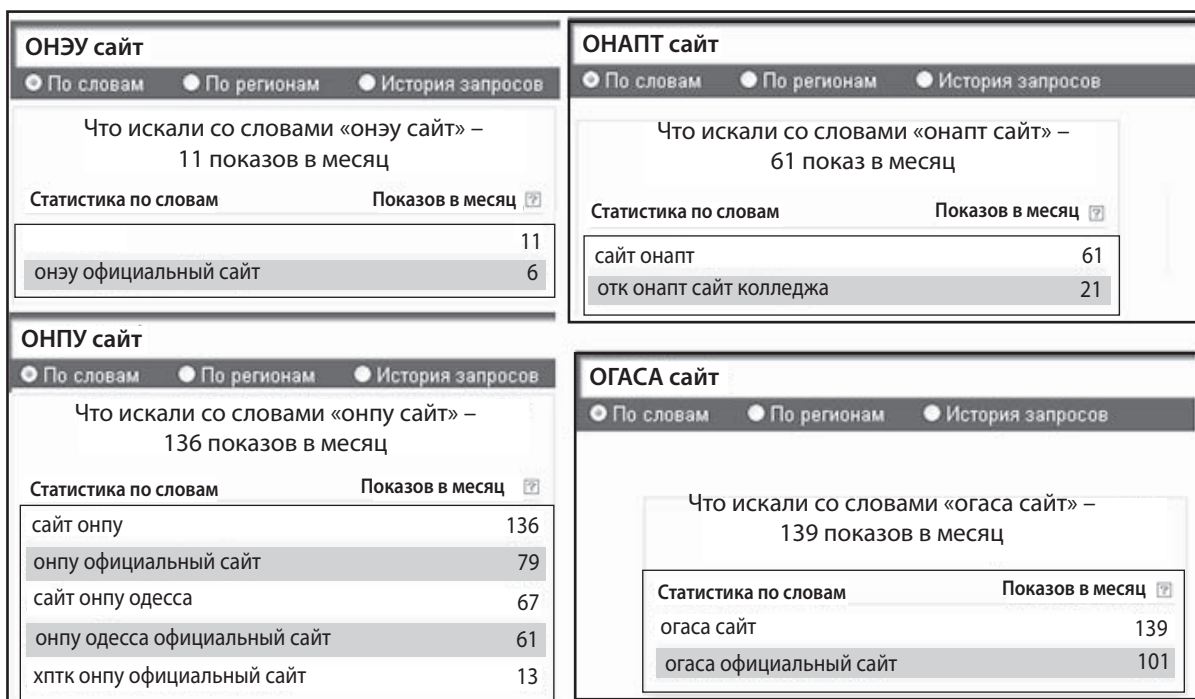 ОНЭУ сайт
По словам По регионам История запросов
Что искали со словами «онэу сайт» –
11 показов в месяц
Статистика по словам Показов в месяц ?
11
онэу официальный сайт 6
ОНАПТ сайт
По словам По регионам История запросов
Что искали со словами «онапт сайт» –
61 показ в месяц
Статистика по словам Показов в месяц ?
сайт онапт 61
отк онапт сайт колледжа 21
ОНПУ сайт
По словам По регионам История запросов
Что искали со словами «онпу сайт» –
136 показов в месяц
Статистика по словам Показов в месяц ?
сайт онпу 136
онпу официальный сайт 79
сайт онпу одесса 67
онпу одесса официальный сайт 61
хптк онпу официальный сайт 13
ОГАСА сайт
По словам По регионам История запросов
Что искали со словами «огаса сайт» –
139 показов в месяц
Статистика по словам Показов в месяц ?
огаса сайт 139
огаса официальный сайт 101